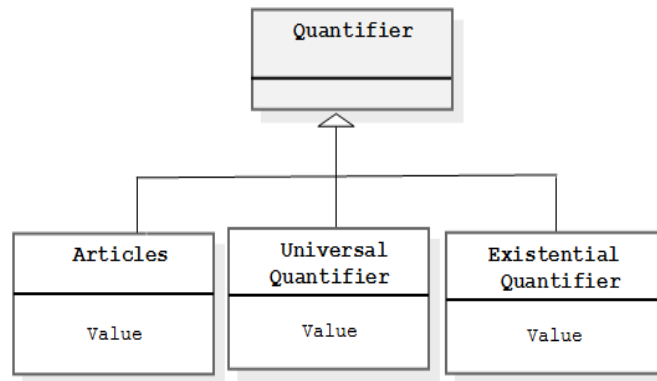 Quantifier
Articles
Value
Universal
Quantifier
Value
Existential
Quantifier
Value